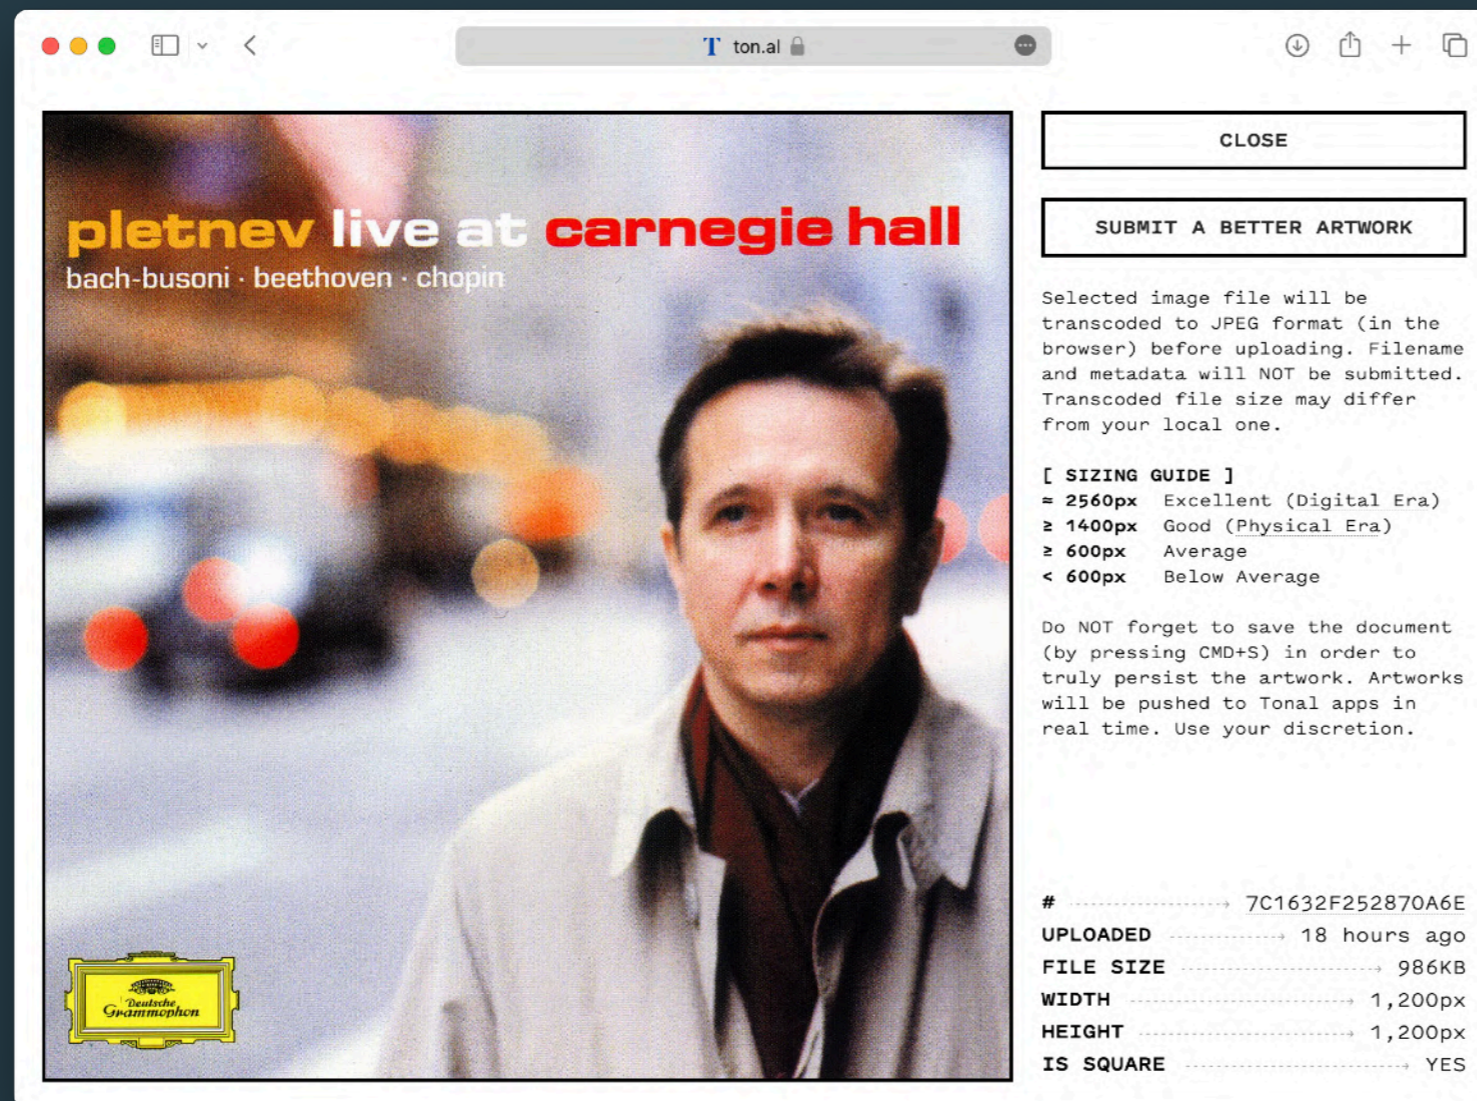 T ton.al
pletnev live at carnegie hall
bach-busoni · beethoven · chopin
Deutsche
Grammophon
CLOSE
SUBMIT A BETTER ARTWORK
Selected image file will be
transcoded to JPEG format (in the
browser) before uploading. Filename
and metadata will NOT be submitted.
Transcoded file size may differ
from your local one.
[ SIZING GUIDE ]
≈ 2560px Excellent (Digital Era)
≥ 1400px Good (Physical Era)
≥ 600px Average
< 600px Below Average
Do NOT forget to save the document
(by pressing CMD+S) in order to
truly persist the artwork. Artworks
will be pushed to Tonal apps in
real time. Use your discretion.
# 7C1632F252870A6E
UPLOADED 18 hours ago
FILE SIZE 986KB
WIDTH 1,200px
HEIGHT 1,200px
IS SQUARE YES